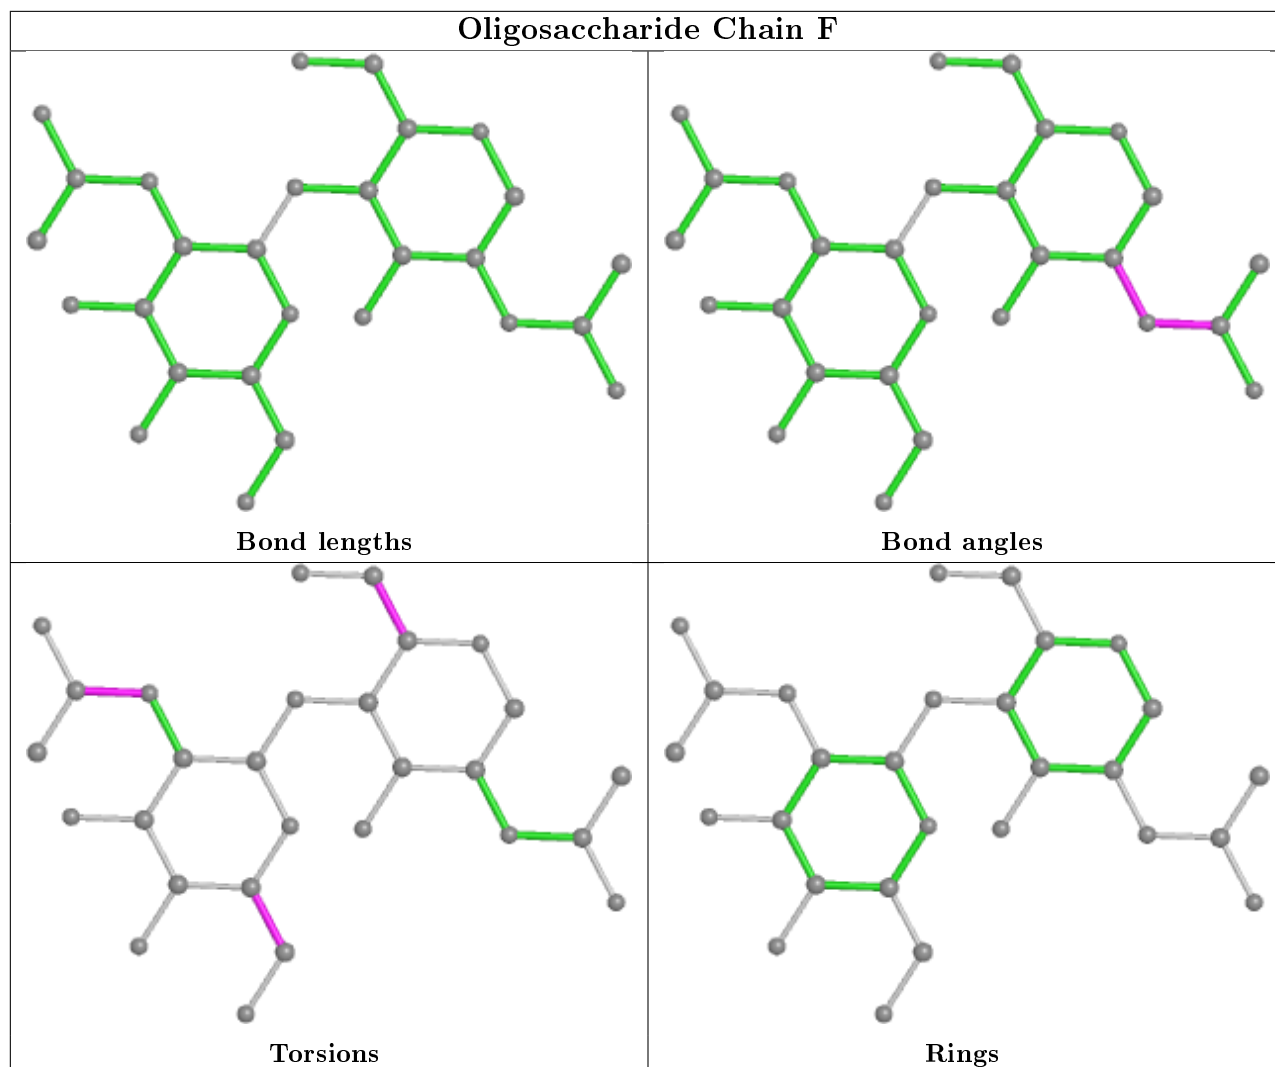 Oligosaccharide Chain F
Bond lengths
Bond angles
Torsions
Rings